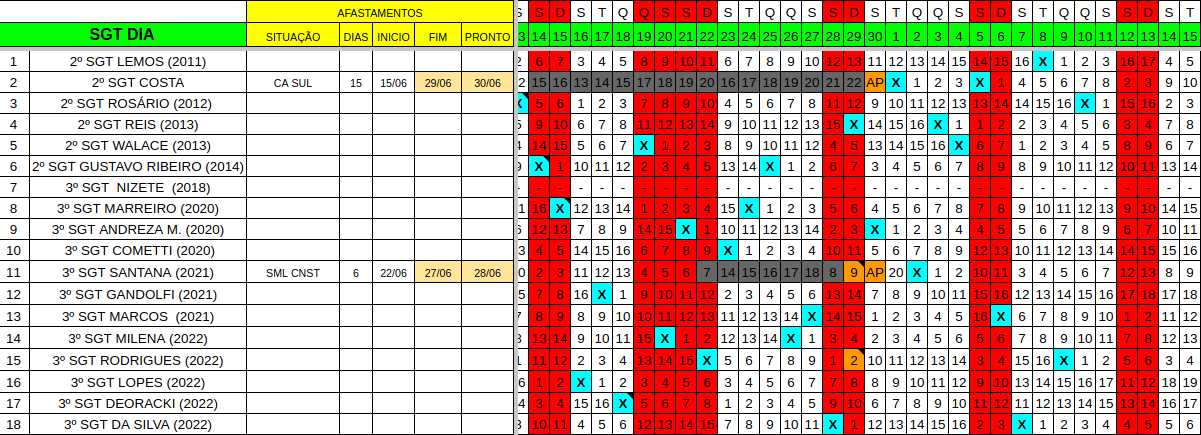 AFASTAMENTOS S S D S T Q Q S S D S T Q Q S S D S T Q Q S S D S T Q Q S S D S T
SGT DIA SITUAÇÃO DIAS INICIO FIM PRONTO 3 14 15 16 17 18 19 20 21 22 23 24 25 26 27 28 29 30 1 2 3 4 5 6 7 8 9 10 11 12 13 14 15
1 2º SGT LEMOS (2011) 2 6 7 3 4 5 8 9 10 11 6 7 8 9 10 12 13 11 12 13 14 15 14 15 16 X 1 2 3 16 17 4 5
2 2º SGT COSTA CA SUL 15 15/06 29/06 30/06 2 15 16 13 14 15 17 18 19 20 16 17 18 19 20 21 22 AP X 1 2 3 X 1 4 5 6 7 8 2 3 9 10
3 2º SGT ROSÁRIO (2012) X 5 6 1 2 3 7 8 9 10 4 5 6 7 8 11 12 9 10 11 12 13 13 14 14 15 16 X 1 15 16 2 3
4 2º SGT REIS (2013) 5 9 10 6 7 8 11 12 13 14 9 10 11 12 13 15 X 14 15 16 X 1 1 2 2 3 4 5 6 3 4 7 8
5 2º SGT WALACE (2013) 4 14 15 5 6 7 X 1 2 3 8 9 10 11 12 4 5 13 14 15 16 X 6 7 1 2 3 4 5 8 9 6 7
6 2º SGT GUSTAVO RIBEIRO (2014) 9 X 1 10 11 12 2 3 4 5 13 14 X 1 2 6 7 3 4 5 6 7 8 9 8 9 10 11 12 10 11 13 14
7 3º SGT NIZETE (2018) - - - - - - - - - - - - - - - - - - - - - - - - - - - - - - - -
8 3º SGT MARREIRO (2020) 1 16 X 12 13 14 1 2 3 4 15 X 1 2 3 5 6 4 5 6 7 8 7 8 9 10 11 12 13 9 10 14 15
9 3º SGT ANDREZA M. (2020) 6 12 13 7 8 9 14 15 X 1 10 11 12 13 14 2 3 X 1 2 3 4 4 5 5 6 7 8 9 6 7 10 11
10 3º SGT COMETTI (2020) 3 4 5 14 15 16 6 7 8 9 X 1 2 3 4 10 11 5 6 7 8 9 12 13 10 11 12 13 14 14 15 15 16
11 3º SGT SANTANA (2021) SML CNST 6 22/06 27/06 28/06 0 2 3 11 12 13 4 5 6 7 14 15 16 17 18 8 9 AP 20 X 1 2 10 11 3 4 5 6 7 12 13 8 9
12 3º SGT GANDOLFI (2021) 5 7 8 16 X 1 9 10 11 12 2 3 4 5 6 13 14 7 8 9 10 11 15 16 12 13 14 15 16 17 18 17 18
13 3º SGT MARCOS (2021) 7 8 9 8 9 10 10 11 12 13 11 12 13 14 X 14 15 1 2 3 4 5 16 X 6 7 8 9 10 1 2 11 12
14 3º SGT MILENA (2022) 8 13 14 9 10 11 15 X 1 2 12 13 14 X 1 3 4 2 3 4 5 6 5 6 7 8 9 10 11 7 8 12 13
15 3º SGT RODRIGUES (2022) 1 11 12 2 3 4 13 14 15 X 5 6 7 8 9 1 2 10 11 12 13 14 3 4 15 16 X 1 2 5 6 3 4
16 3º SGT LOPES (2022) 6 1 2 X 1 2 3 4 5 6 3 4 5 6 7 7 8 8 9 10 11 12 9 10 13 14 15 16 17 11 12 18 19
17 3º SGT DEORACKI (2022) 4 3 4 15 16 X 5 6 7 8 1 2 3 4 5 9 10 6 7 8 9 10 11 12 11 12 13 14 15 13 14 16 17
18 3º SGT DA SILVA (2022) 3 10 11 4 5 6 12 13 14 15 7 8 9 10 11 X 1 12 13 14 15 16 2 3 X 1 2 3 4 4 5 5 6